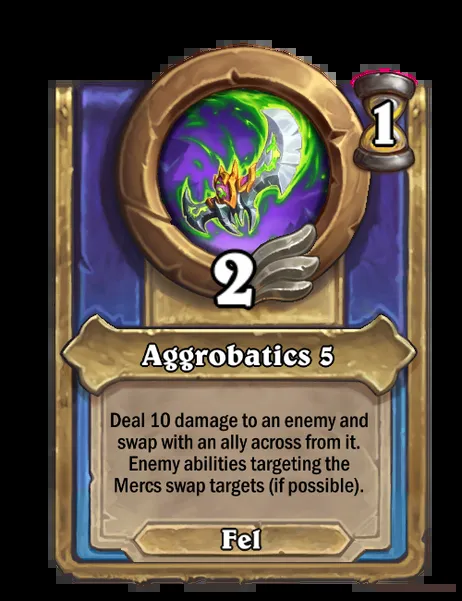 1
2
Aggrobatics 5
Deal 10 damage to an enemy and
swap with an ally across from it.
Enemy abilities targeting the
Mercs swap targets (if possible).
Fel